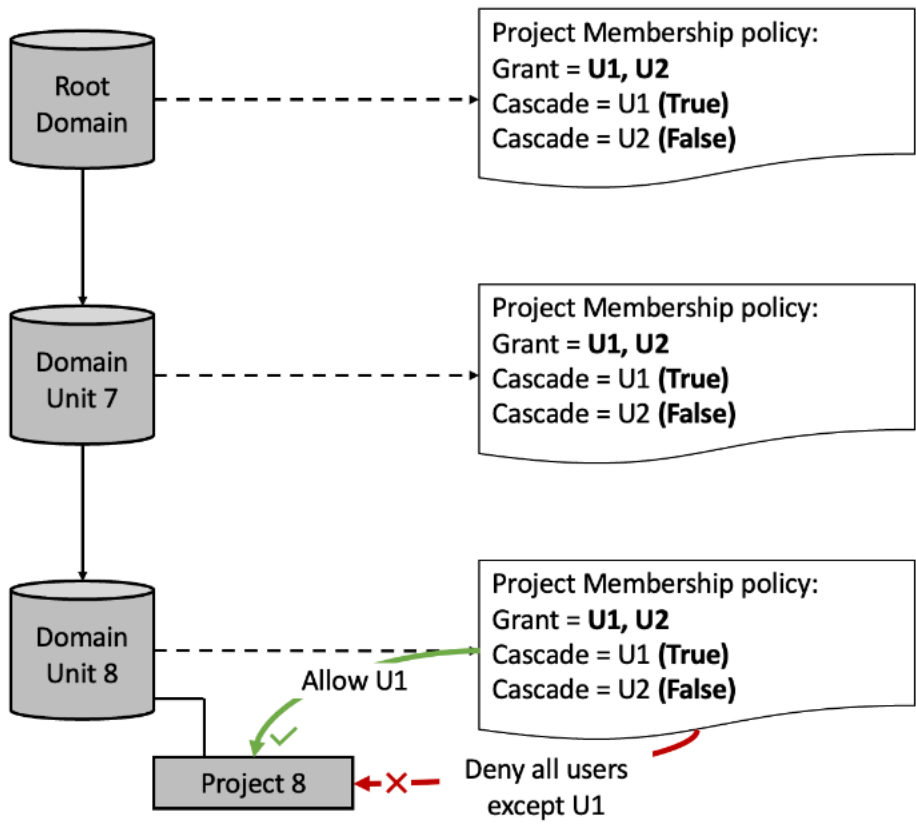 Root
Domain
Project Membership policy:
Grant = U1, U2
Cascade = U1 (True)
Cascade = U2 (False)
Domain
Unit 7
Project Membership policy:
Grant = U1, U2
Cascade = U1 (True)
Cascade = U2 (False)
Domain
Unit 8
Project Membership policy:
Grant = U1, U2
Cascade = U1 (True)
Cascade = U2 (False)
Allow U1
Project 8
Deny all users
except U1